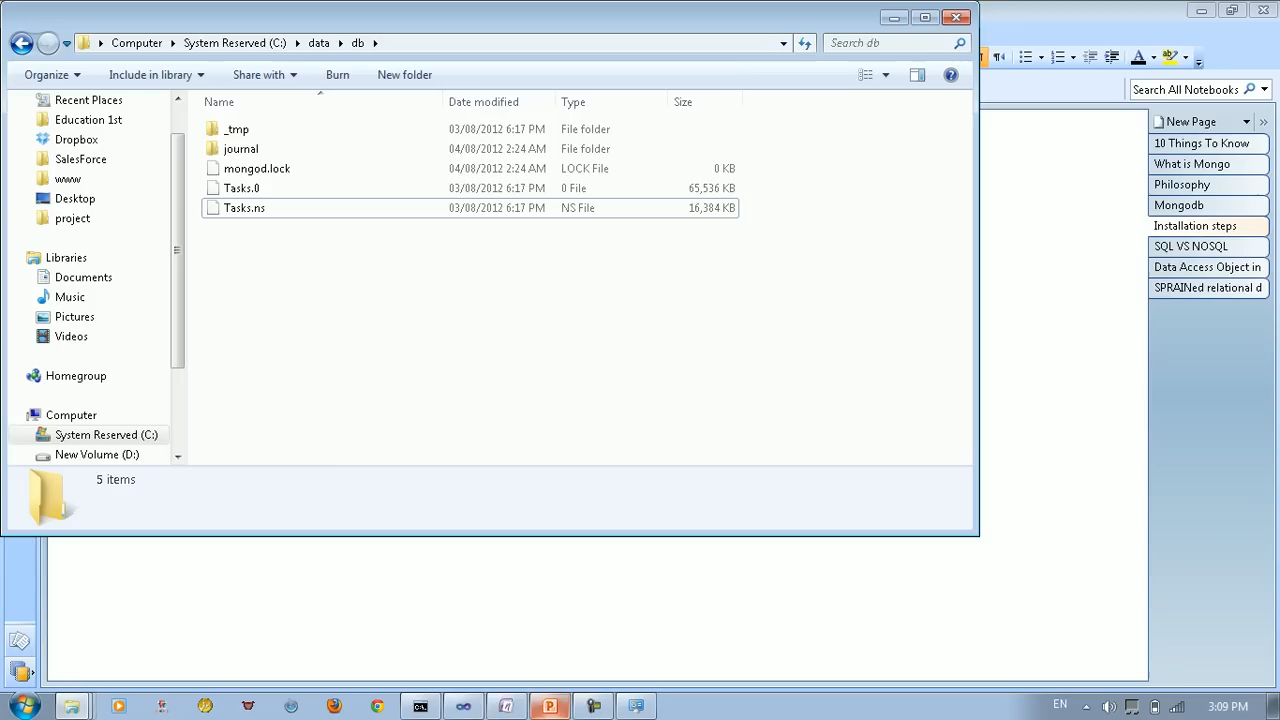 Computer System Reserved (C:) data db
Search db
Organize Include in library Share with Burn New folder
Search All Notebooks
Name Date modified Type Size
Recent Places
Education 1st
Dropbox
SalesForce
www
Desktop
project
Libraries
Documents
Music
Pictures
Videos
Homegroup
Computer
System Reserved (C:)
New Volume (D:)
_tmp 03/08/2012 6:17 PM File folder
journal 04/08/2012 2:24 AM File folder
mongod.lock 04/08/2012 2:24 AM LOCK File 0 KB
Tasks.0 03/08/2012 6:17 PM 0 File 65,536 KB
Tasks.ns 03/08/2012 6:17 PM NS File 16,384 KB
5 items
New Page
10 Things To Know
What is Mongo
Philosophy
Mongodb
Installation steps
SQL VS NOSQL
Data Access Object in
SPRAINed relational d
EN
3:09 PM